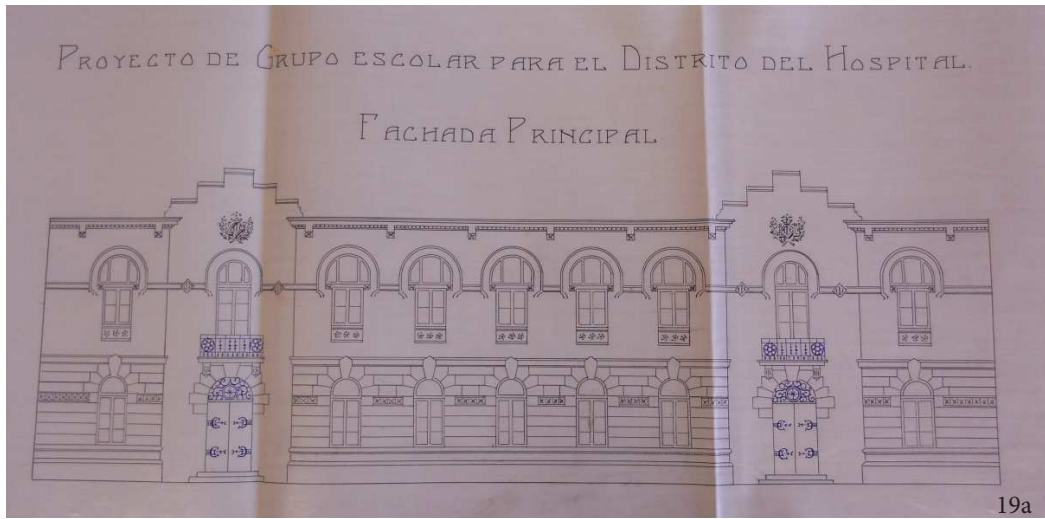 PROYECTO DE GRUPO ESCOLAR PARA EL DISTRITO DEL HOSPITAL.
FACHADA PRINCIPAL
19a